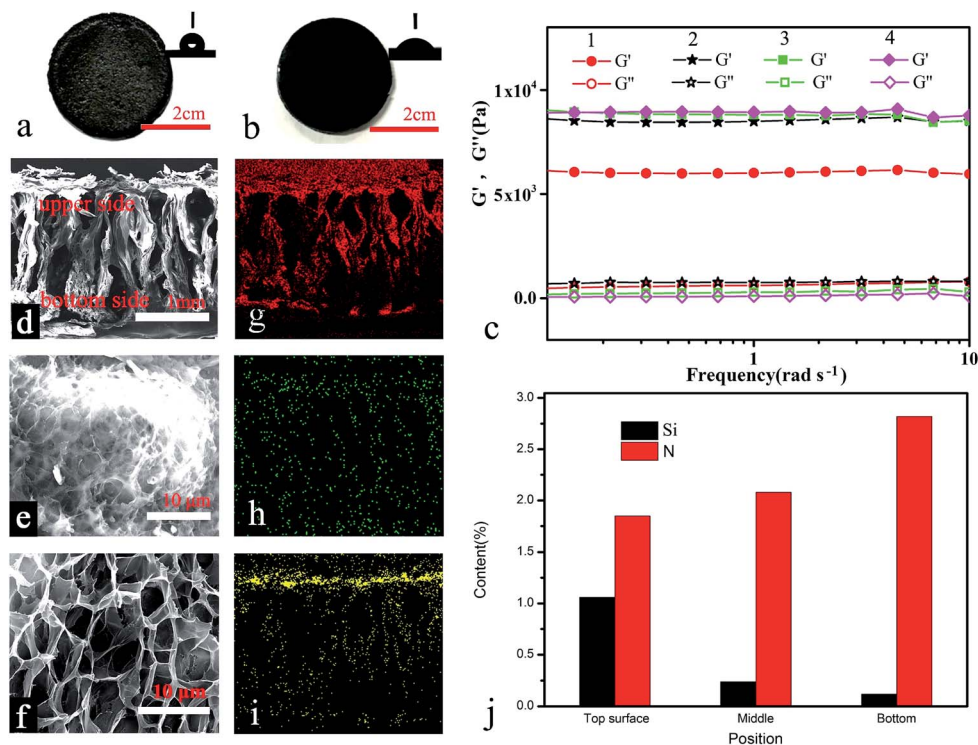 a
2cm
b
2cm
upper side
bottom side
1mm
d
g
e
10 μm
h
f
10 μm
i
1 2 3 4
G' G' G' G'
G'' G'' G'' G''
G' , G''(Pa)
1x10⁴
5x10³
0.0
1 10
Frequency(rad s⁻¹)
c
Si
N
Content(%)
3.0
2.5
2.0
1.5
1.0
0.5
0.0
Top surface Middle Bottom
Position
j